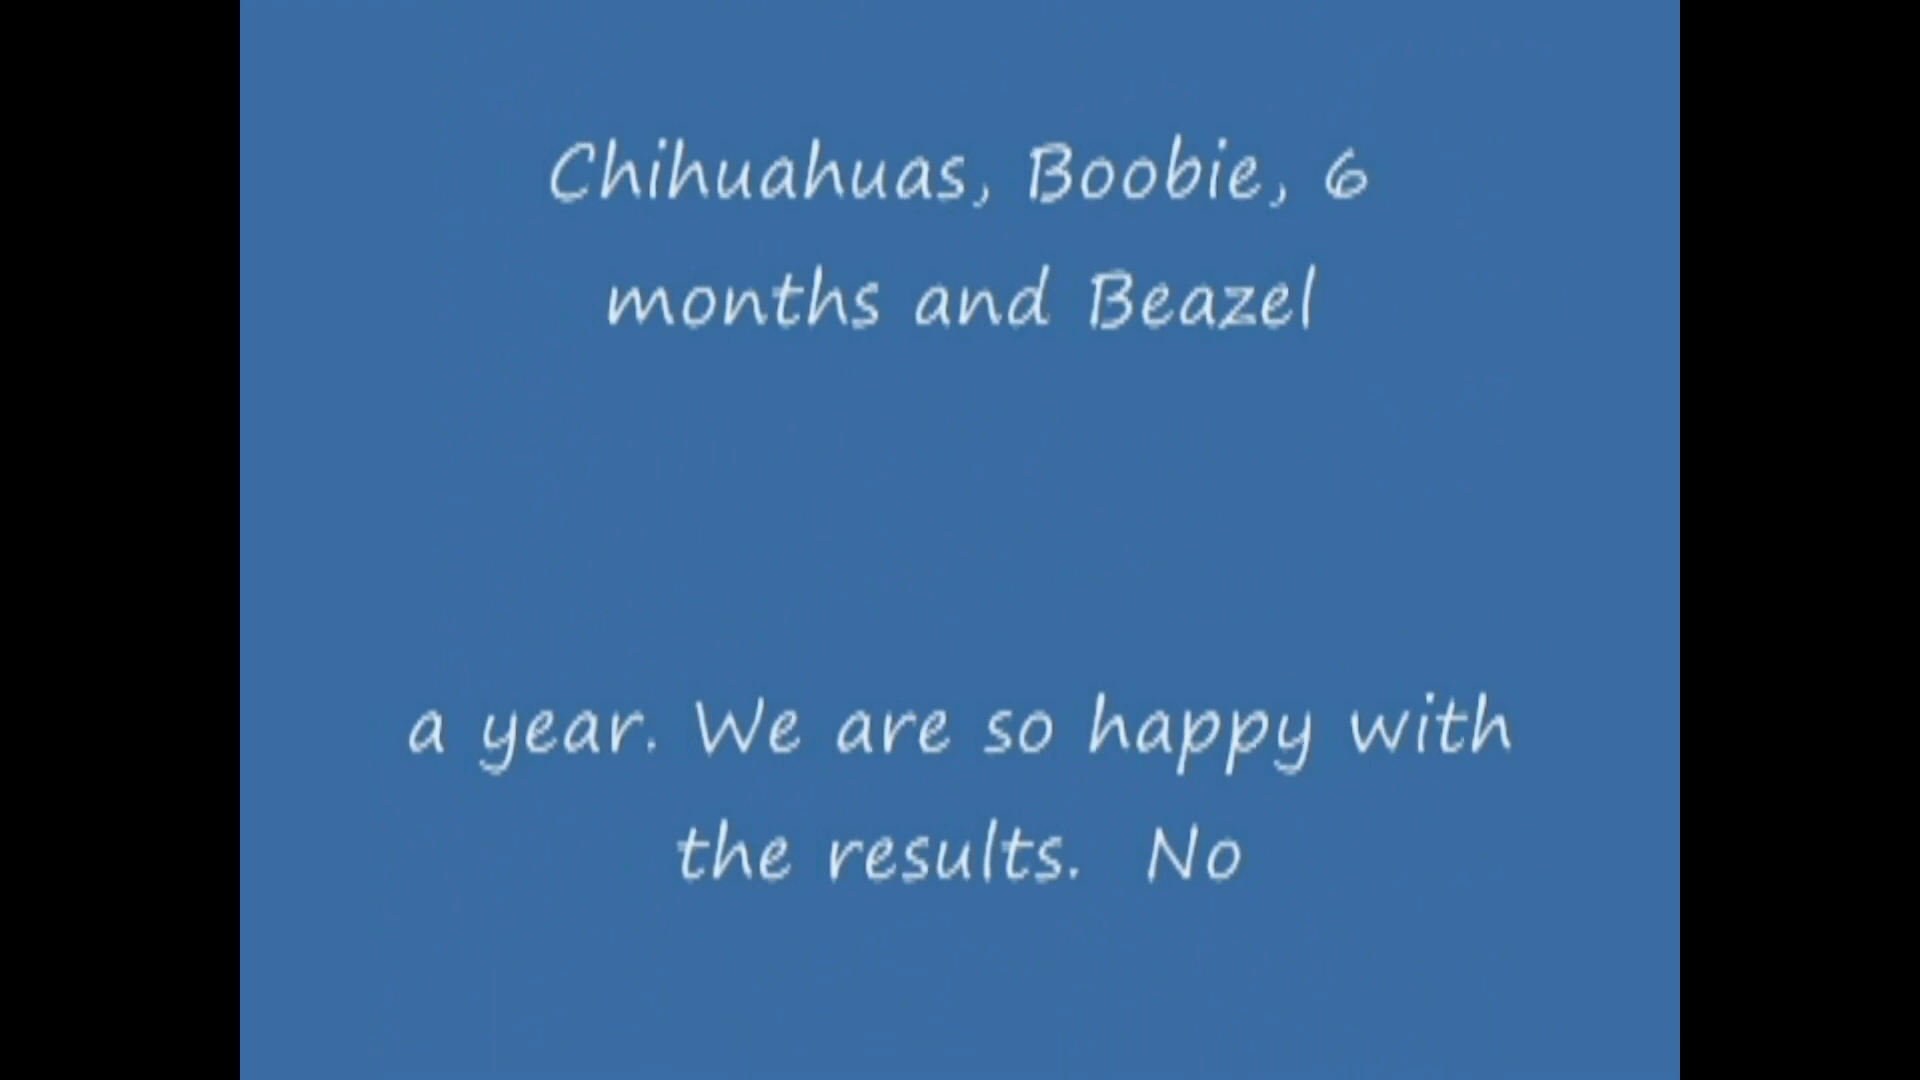 Chihuahuas, Boobie, 6
months and Beazel
a year. We are so happy with
the results.  No